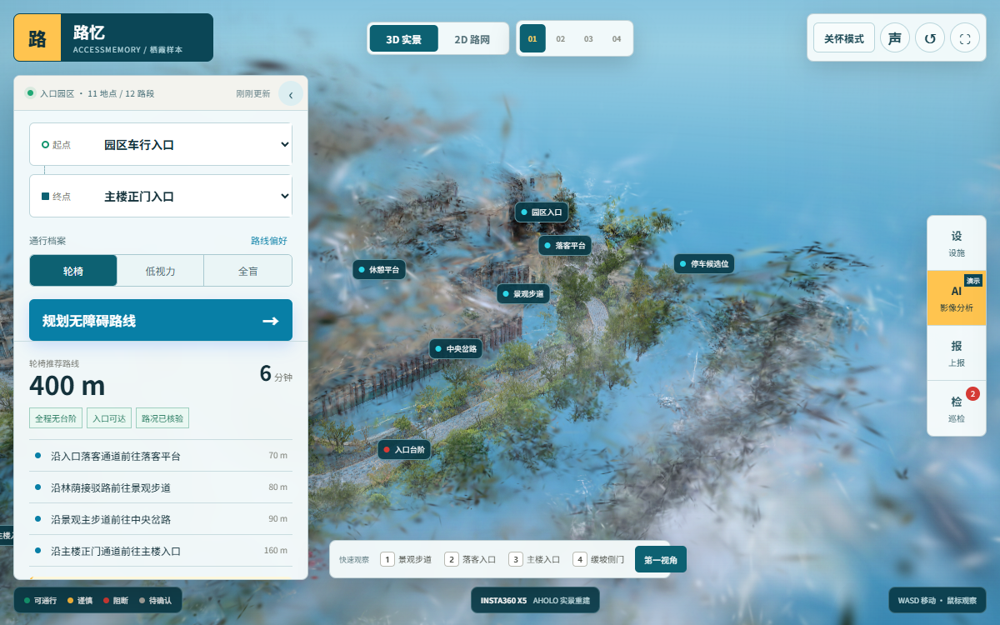 路
路忆
ACCESSMEMORY / 栖霞样本
3D 实景
2D 路网
01
02
03
04
关怀模式
声
入口园区 • 11 地点 / 12 路段
刚刚更新
起点
园区车行入口
终点
主楼正门入口
通行档案
路线偏好
轮椅
低视力
全盲
规划无障碍路线
轮椅推荐路线
400 m
6 分钟
全程无台阶
入口可达
路况已核验
沿入口落客通道前往落客平台
70 m
沿林荫接驳路前往景观步道
80 m
沿景观主步道前往中央岔路
90 m
沿主楼正门通道前往主楼入口
160 m
园区入口
落客平台
休憩平台
停车候选位
景观步道
中央岔路
入口台阶
设
设施
演示
AI
影像分析
报
上报
2
检
巡检
快速观察
1 景观步道
2 落客入口
3 主楼入口
4 缓坡侧门
第一视角
可通行
谨慎
阻断
待确认
INSTA360 X5 AHOLO 实景重建
WASD 移动 • 鼠标观察